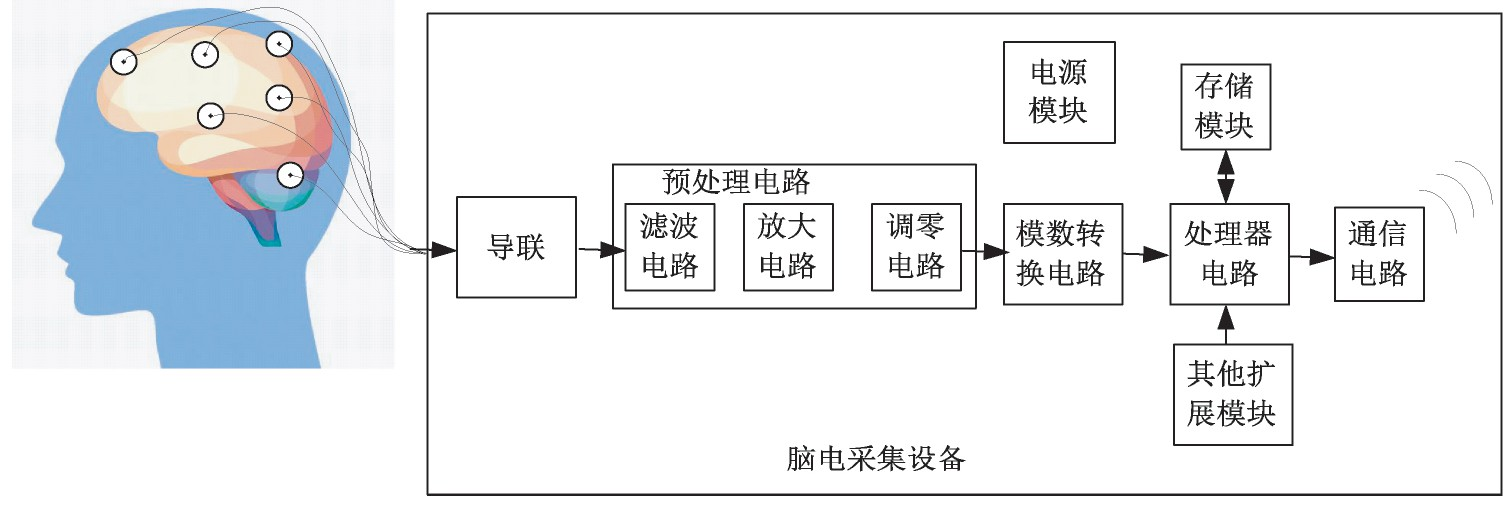 电源
模块
存储
模块
导联
预处理电路
滤波
电路
放大
电路
调零
电路
模数转
换电路
处理器
电路
通信
电路
其他扩
展模块
脑电采集设备